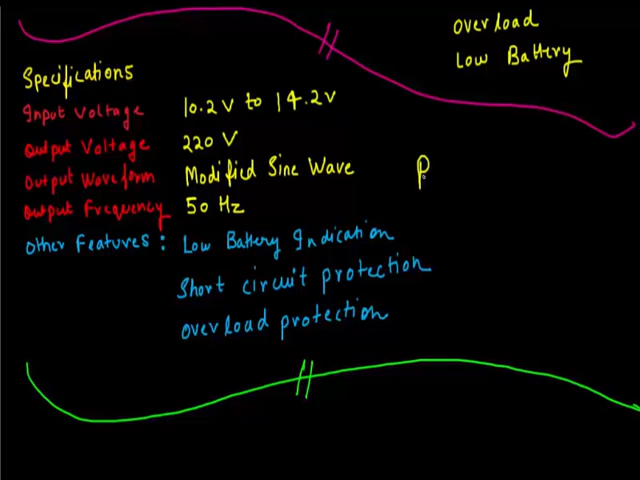 Overload
Low Battery
Specifications
Input Voltage 10.2V to 14.2V
Output Voltage 220 V
Output Waveform Modified Sine Wave
P
Output Frequency 50 Hz
Other Features: Low Battery Indication
Short circuit protection
Overload protection